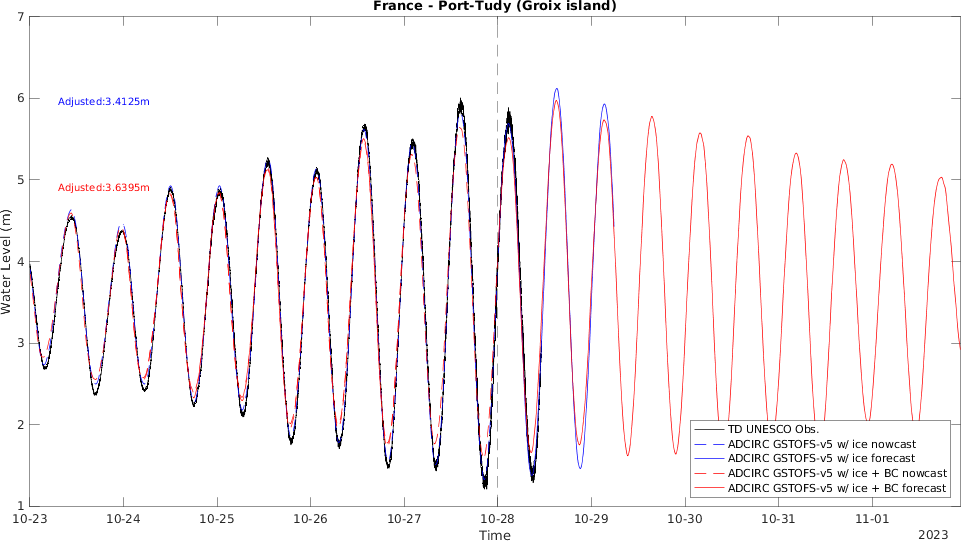 France - Port-Tudy (Groix island)
7
6
5
4
3
2
1
Water Level (m)
Adjusted:3.4125m
Adjusted:3.6395m
TD UNESCO Obs.
ADCIRC GSTOFS-v5 w/ ice nowcast
ADCIRC GSTOFS-v5 w/ ice forecast
ADCIRC GSTOFS-v5 w/ ice + BC nowcast
ADCIRC GSTOFS-v5 w/ ice + BC forecast
10-23 10-24 10-25 10-26 10-27 10-28 10-29 10-30 10-31 11-01
Time
2023